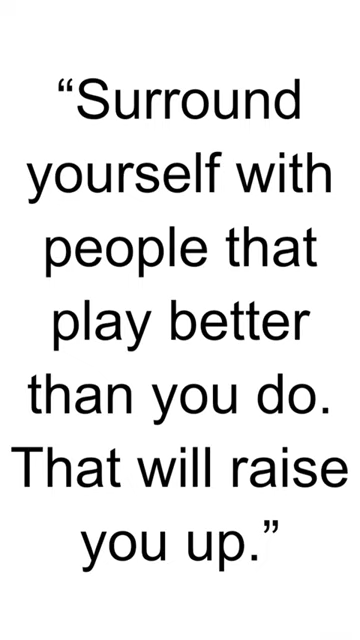 “Surround
yourself with
people that
play better
than you do.
That will raise
you up.”